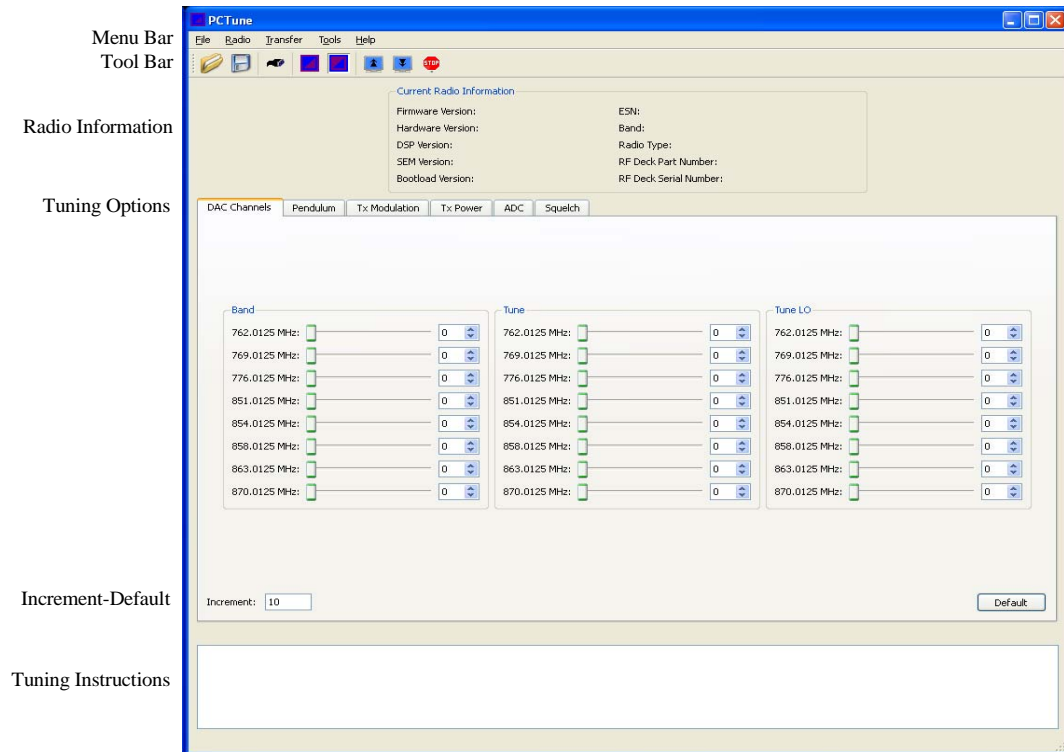 PCTune
Menu Bar
File Radio Transfer Tools Help
Tool Bar
STOP
Current Radio Information
Firmware Version: ESN:
Radio Information
Hardware Version: Band:
DSP Version: Radio Type:
SEM Version: RF Deck Part Number:
Bootload Version: RF Deck Serial Number:
Tuning Options
DAC Channels Pendulum Tx Modulation Tx Power ADC Squelch
Band Tune Tune LO
762.0125 MHz: 0 762.0125 MHz: 0 762.0125 MHz: 0
769.0125 MHz: 0 769.0125 MHz: 0 769.0125 MHz: 0
776.0125 MHz: 0 776.0125 MHz: 0 776.0125 MHz: 0
851.0125 MHz: 0 851.0125 MHz: 0 851.0125 MHz: 0
854.0125 MHz: 0 854.0125 MHz: 0 854.0125 MHz: 0
858.0125 MHz: 0 858.0125 MHz: 0 858.0125 MHz: 0
863.0125 MHz: 0 863.0125 MHz: 0 863.0125 MHz: 0
870.0125 MHz: 0 870.0125 MHz: 0 870.0125 MHz: 0
Increment-Default
Increment: 10 Default
Tuning Instructions